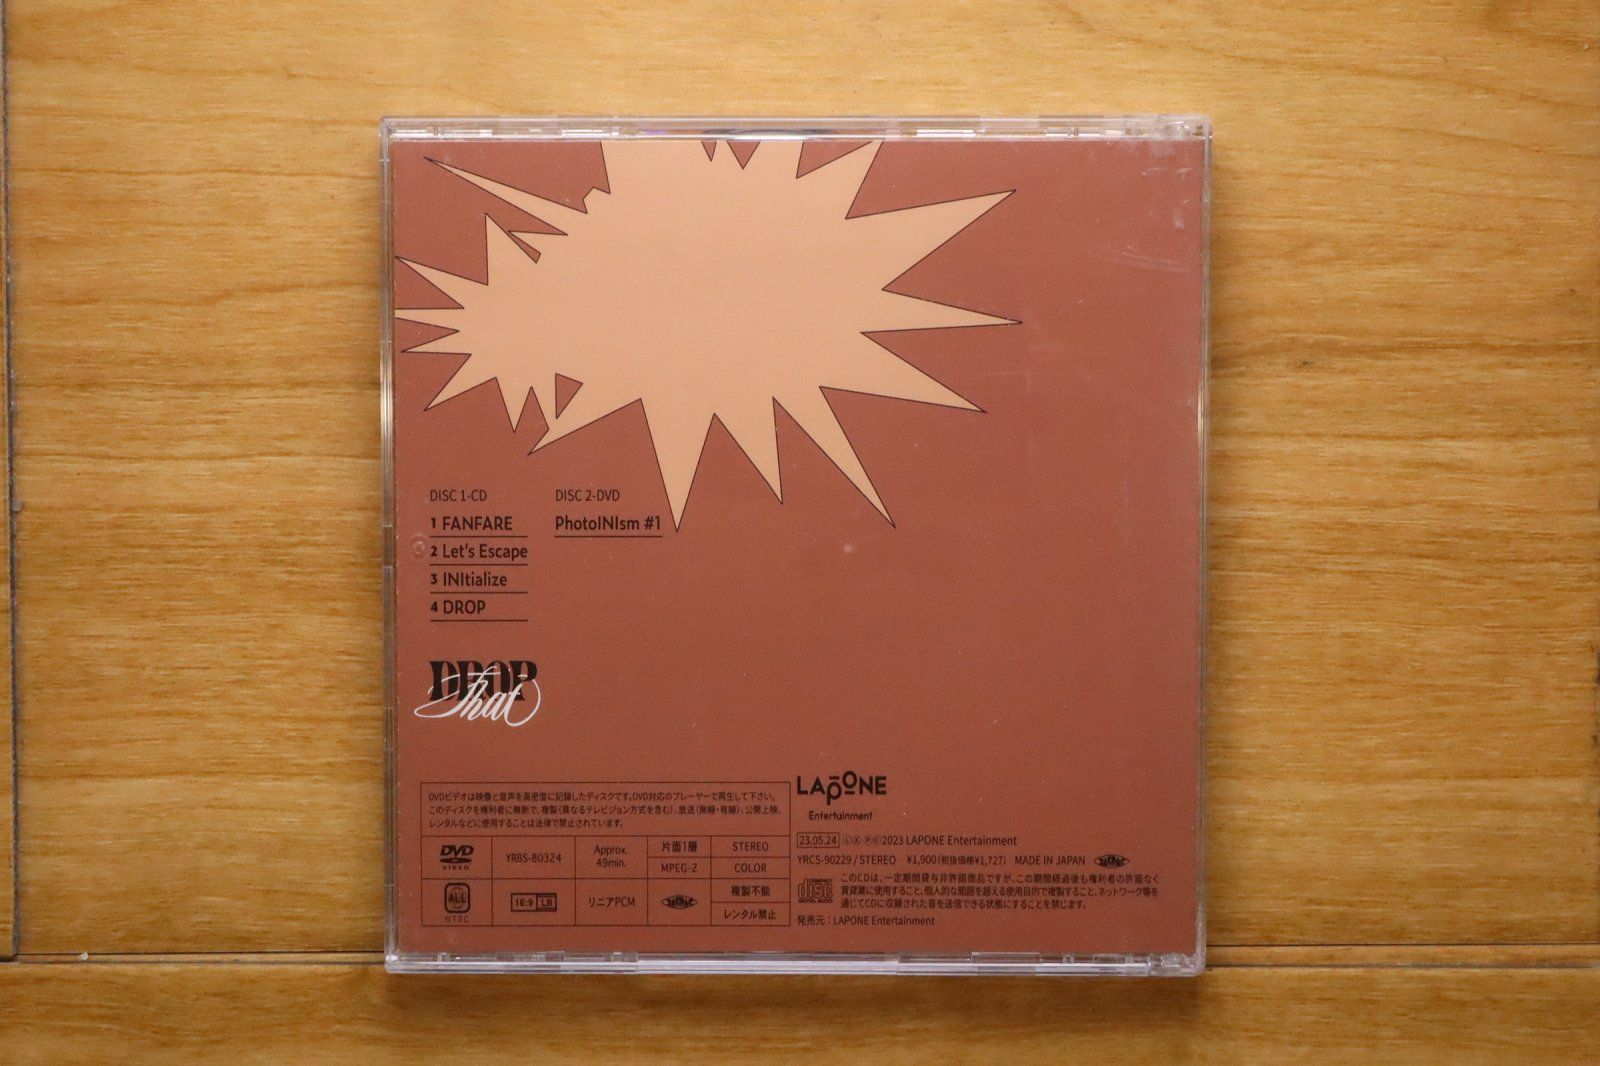 DISC 1-CD
1 FANFARE
2 Let's Escape
3 INItialize
4 DROP
DISC 2-DVD
PhotoINIsm #1
DROP
That
DVDビデオは映像と音声を高密度に記録したディスクです。DVD対応のプレーヤーで再生して下さい。
このディスクを権利者に無断で、複製(異なるテレビジョン方式を含む)、放送(無線・有線)、公開上映、
レンタルなどに使用することは法律で禁止されています。
DVD VIDEO
YRBS-80324
Approx. 49min.
片面1層
STEREO
MPEG-2
COLOR
ALL NTSC
16:9 LB
リニアPCM
複製不能
レンタル禁止
LAPONE
Entertainment
23.05.24 Ⓛ Ⓧ Ⓟ Ⓒ 2023 LAPONE Entertainment
YRCS-90229 / STEREO ¥1,900(税抜価格¥1,727) MADE IN JAPAN
COMPACT disc DIGITAL AUDIO
このCDは、一定期間貸与非許諾商品ですが、この期間経過後も権利者の許諾なく
賃貸業に使用すること、個人的な範囲を超える使用目的で複製すること、ネットワーク等を
通じてCDに収録された音を送信できる状態にすることを禁じます。
発売元：LAPONE Entertainment